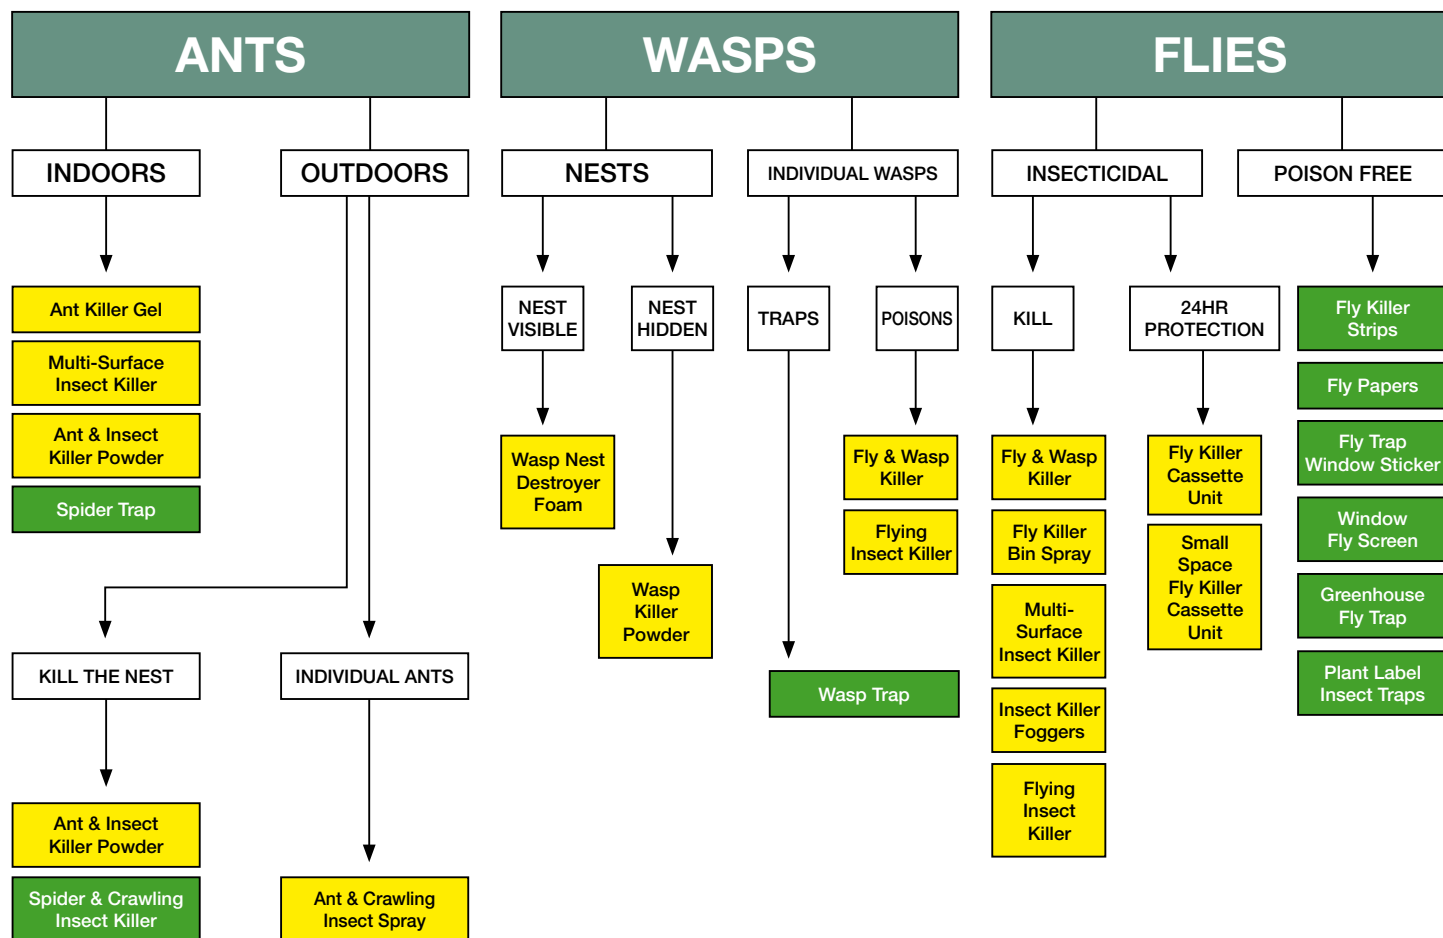 ANTS
INDOORS
Ant Killer Gel
Multi-Surface
Insect Killer
Ant & Insect
Killer Powder
Spider Trap
OUTDOORS
KILL THE NEST
Ant & Insect
Killer Powder
Spider & Crawling
Insect Killer
INDIVIDUAL ANTS
Ant & Crawling
Insect Spray
WASPS
NESTS
NEST
VISIBLE
Wasp Nest
Destroyer
Foam
NEST
HIDDEN
Wasp
Killer
Powder
INDIVIDUAL WASPS
TRAPS
Wasp Trap
POISONS
Fly & Wasp
Killer
Flying
Insect Killer
FLIES
INSECTICIDAL
KILL
Fly & Wasp
Killer
Fly Killer
Bin Spray
Multi-
Surface
Insect Killer
Insect Killer
Foggers
Flying
Insect
Killer
24HR
PROTECTION
Fly Killer
Cassette
Unit
Small
Space
Fly Killer
Cassette
Unit
POISON FREE
Fly Killer
Strips
Fly Papers
Fly Trap
Window Sticker
Window
Fly Screen
Greenhouse
Fly Trap
Plant Label
Insect Traps